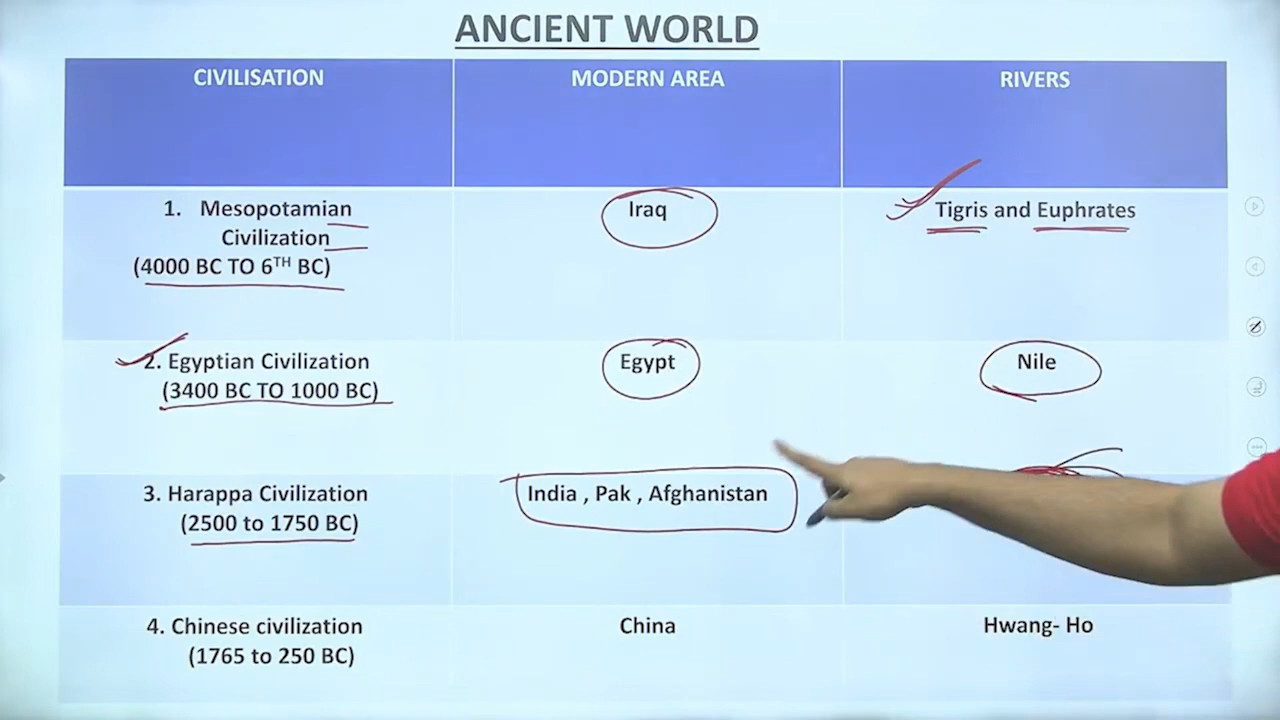 ANCIENT WORLD
CIVILISATION
MODERN AREA
RIVERS
1. Mesopotamian
Civilization
(4000 BC TO 6TH BC)
Iraq
Tigris and Euphrates
2. Egyptian Civilization
(3400 BC TO 1000 BC)
Egypt
Nile
3. Harappa Civilization
(2500 to 1750 BC)
India , Pak , Afghanistan
4. Chinese civilization
(1765 to 250 BC)
China
Hwang- Ho